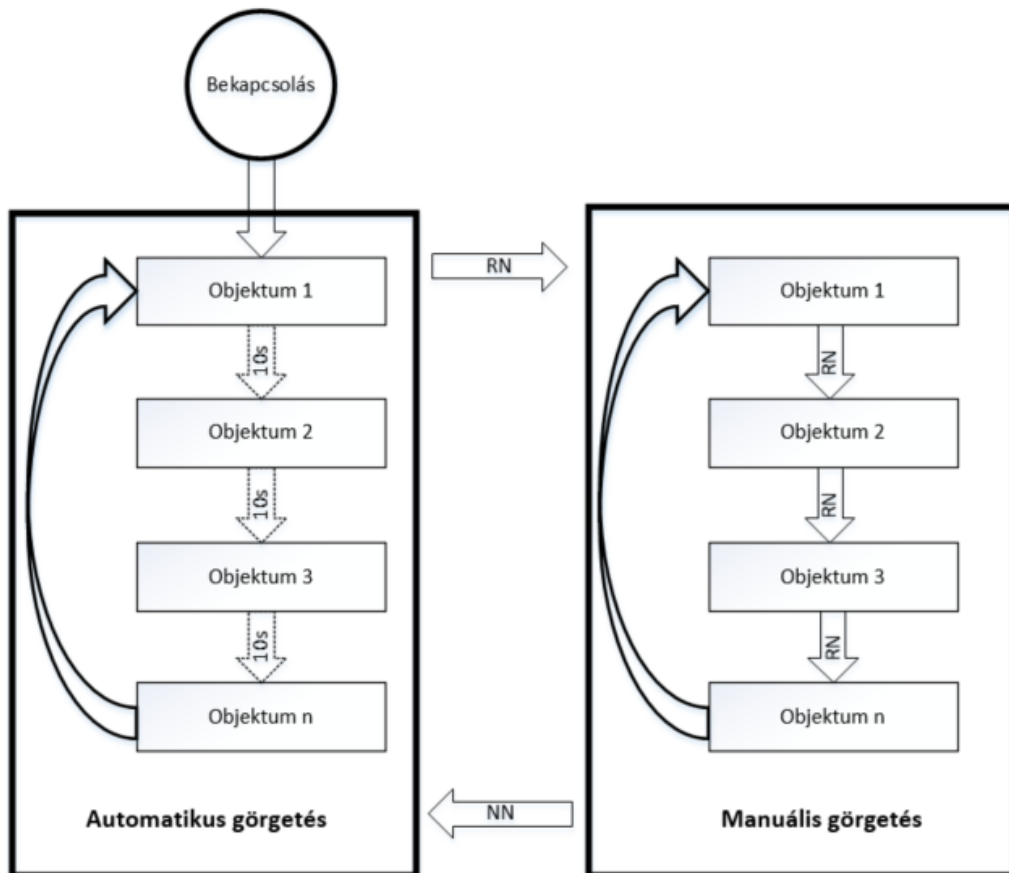 Bekapcsolás
Objektum 1
10s
Objektum 2
10s
Objektum 3
10s
Objektum n
Automatikus görgetés
RN
NN
Objektum 1
RN
Objektum 2
RN
Objektum 3
RN
Objektum n
Manuális görgetés